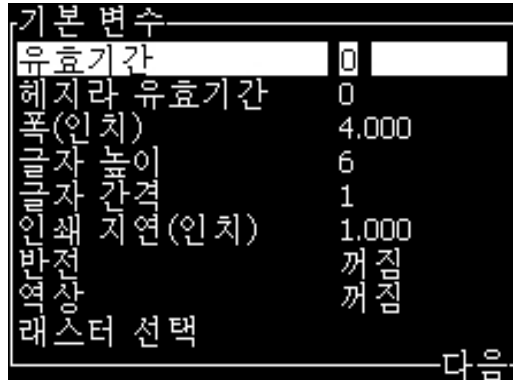 기본 변수
유효기간 0
헤지라 유효기간 0
폭(인치) 4.000
글자 높이 6
글자 간격 1
인쇄 지연(인치) 1.000
반전 꺼짐
역상 꺼짐
래스터 선택
다음